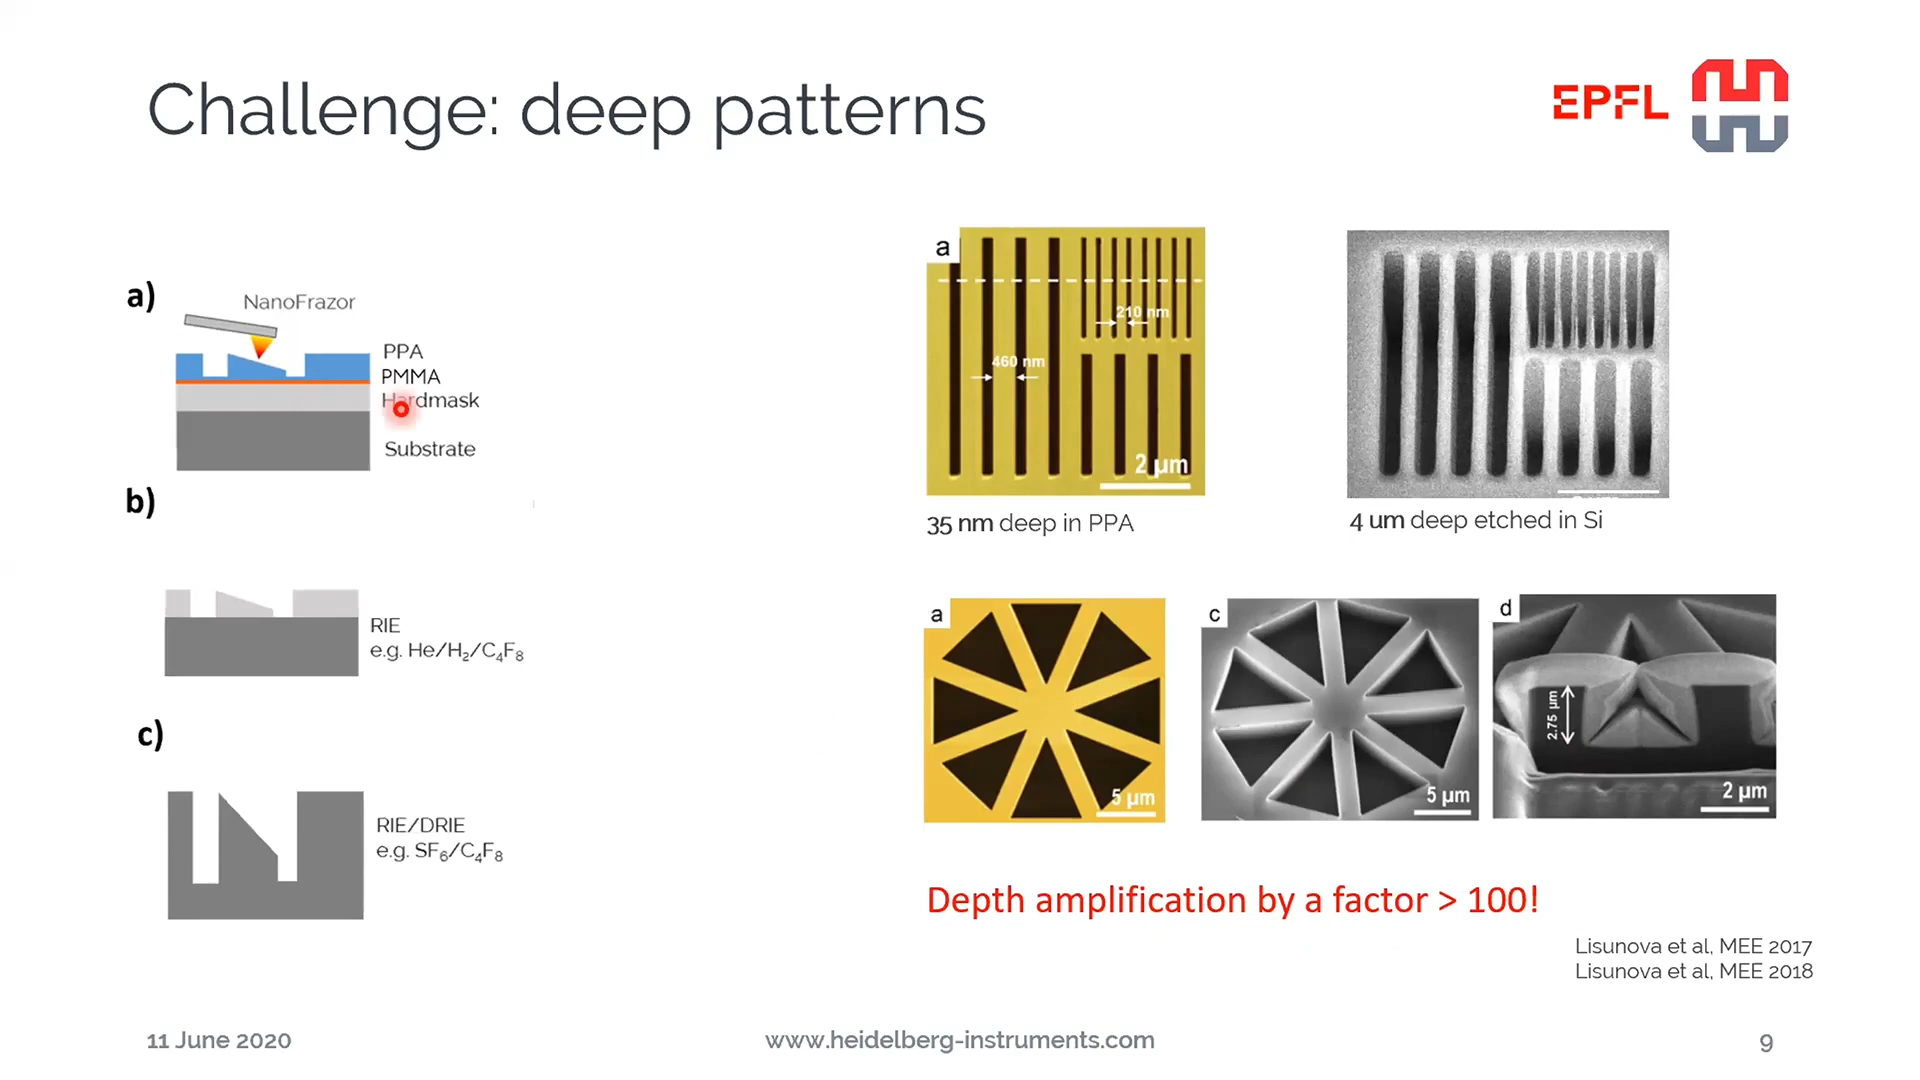 Challenge: deep patterns
EPFL
a)
NanoFrazor
PPA
PMMA
Hardmask
Substrate
b)
RIE
e.g. He/H₂/C₄F₈
c)
RIE/DRIE
e.g. SF₆/C₄F₈
a
210 nm
460 nm
2 µm
35 nm deep in PPA
4 um deep etched in Si
a
5 µm
c
5 µm
d
2.75 µm
2 µm
Depth amplification by a factor > 100!
Lisunova et al, MEE 2017
Lisunova et al, MEE 2018
11 June 2020
www.heidelberg-instruments.com
9